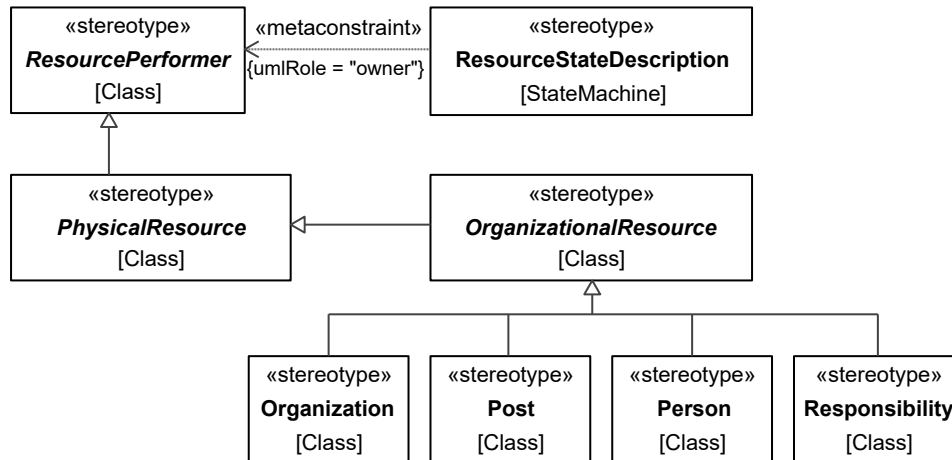 «stereotype»
ResourcePerformer
[Class]
«metaconstraint»
{umlRole = "owner"}
«stereotype»
ResourceStateDescription
[StateMachine]
«stereotype»
PhysicalResource
[Class]
«stereotype»
OrganizationalResource
[Class]
«stereotype»
Organization
[Class]
«stereotype»
Post
[Class]
«stereotype»
Person
[Class]
«stereotype»
Responsibility
[Class]